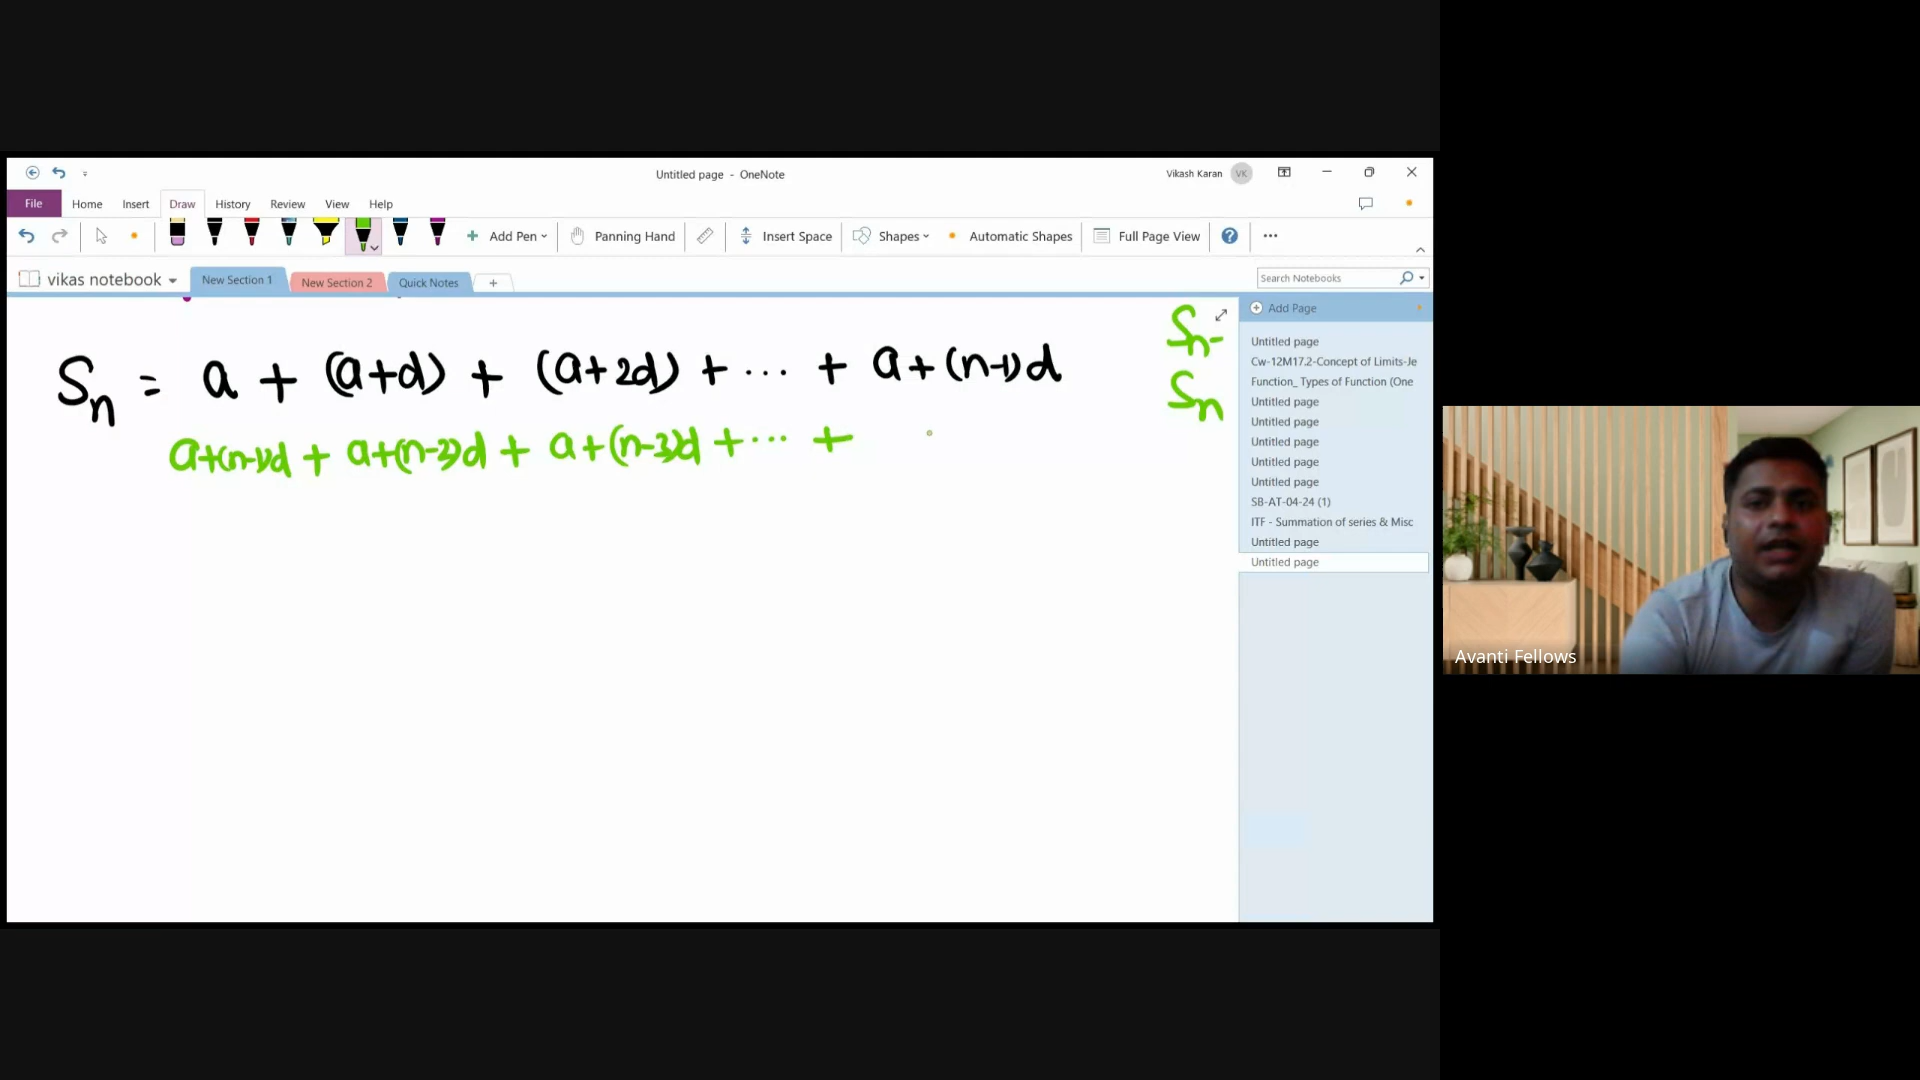 Untitled page - OneNote
Vikash Karan VK
File Home Insert Draw History Review View Help
Add Pen Panning Hand Insert Space Shapes Automatic Shapes Full Page View ? ...
vikas notebook New Section 1 New Section 2 Quick Notes + Search Notebooks
Add Page
Untitled page
Cw-12M17.2-Concept of Limits-Je
Function_ Types of Function (One
Untitled page
Untitled page
Untitled page
Untitled page
Untitled page
SB-AT-04-24 (1)
ITF - Summation of series & Misc
Untitled page
Untitled page
Sn-
Sn = a + (a+d) + (a+2d) + ... + a+(n-1)d
Sn
a+(n-1)d + a+(n-2)d + a+(n-3)d + ... +
Avanti Fellows